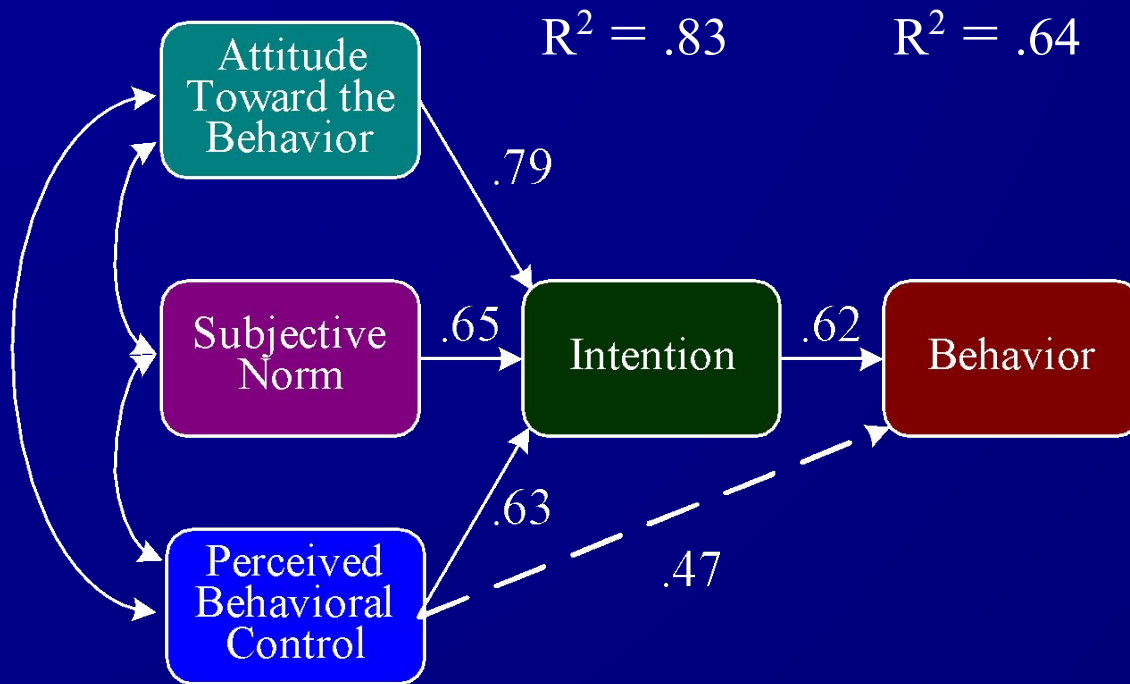 R² = .83
R² = .64
Attitude
Toward the
Behavior
.79
Subjective
Norm
.65
Intention
.62
Behavior
.63
.47
Perceived
Behavioral
Control